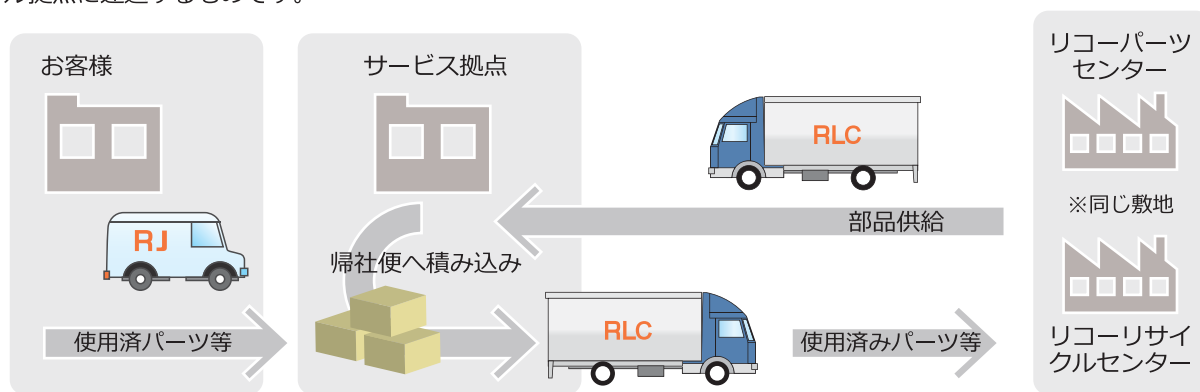 お客様
サービス拠点
リコーパーツ
センター
RLC
※同じ敷地
部品供給
RJ
帰社便へ積み込み
RLC
使用済パーツ等
使用済みパーツ等
リコーリサイ
クルセンター